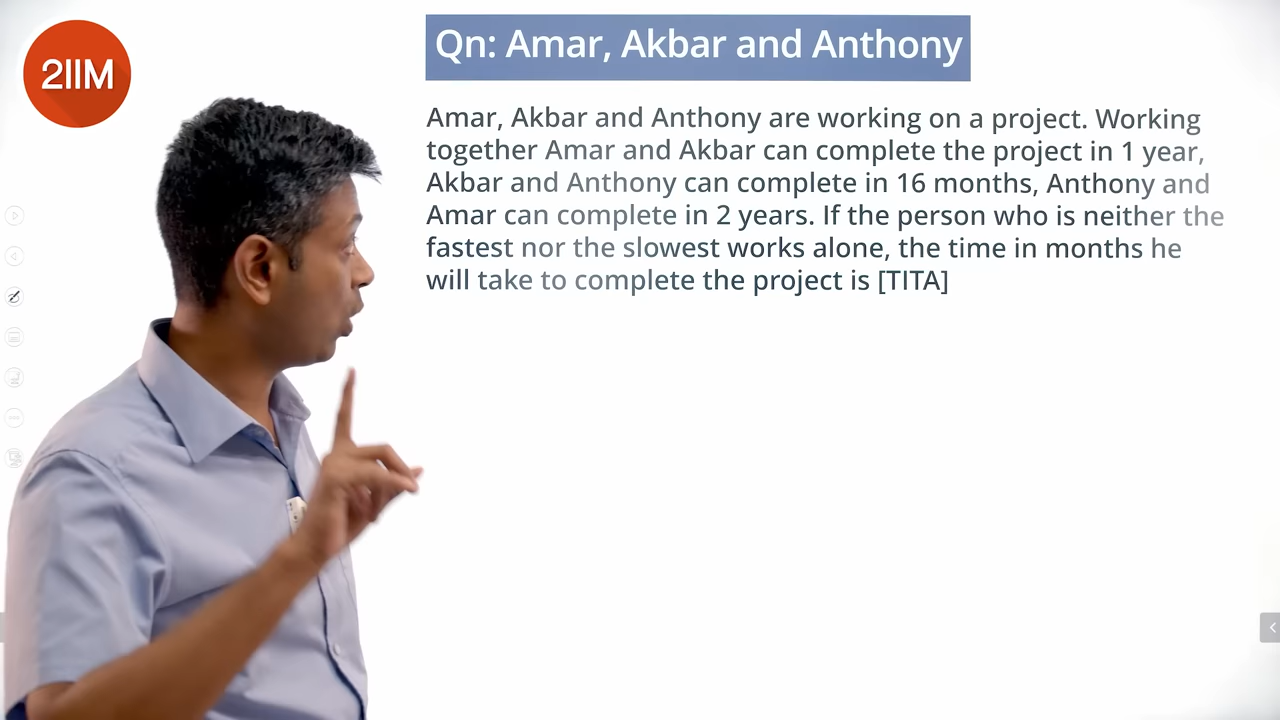 2IIM
Qn: Amar, Akbar and Anthony
Amar, Akbar and Anthony are working on a project. Working
together Amar and Akbar can complete the project in 1 year,
Akbar and Anthony can complete in 16 months, Anthony and
Amar can complete in 2 years. If the person who is neither the
fastest nor the slowest works alone, the time in months he
will take to complete the project is [TITA]